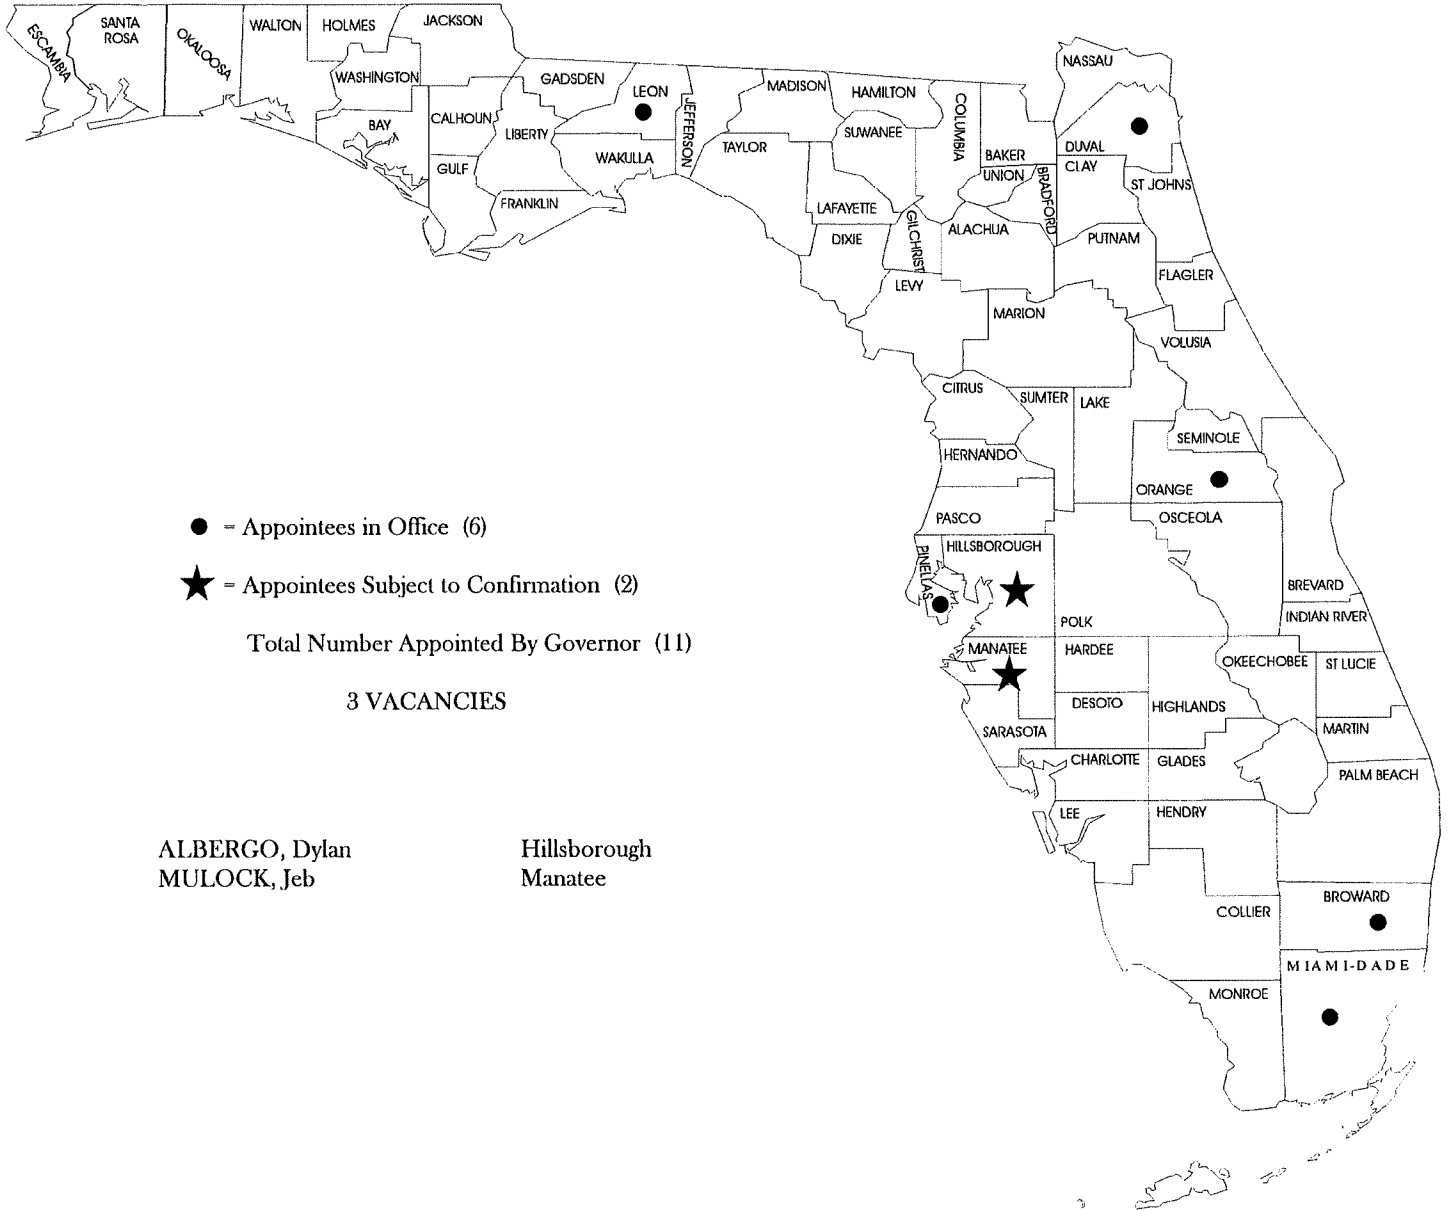 JACKSON
SANTA
ROSA
WALTON
HOLMES
ESCAMBIA
OKALOOSA
NASSAU
WASHINGTON
GADSDEN
LEON
MADISON
HAMILTON
COLUMBIA
JEFFERSON
BAY
CALHOUN
LIBERTY
SUWANEE
TAYLOR
DUVAL
BAKER
WAKULLA
GULF
CLAY
UNION
BRADFORD
ST JOHNS
FRANKLIN
LAFAYETTE
GILCHRIST
ALACHUA
DIXIE
PUTNAM
FLAGLER
LEVY
MARION
VOLUSIA
CITRUS
SUMTER
LAKE
SEMINOLE
HERNANDO
ORANGE
PASCO
OSCEOLA
= Appointees in Office (6)
HILLSBOROUGH
PINELLAS
= Appointees Subject to Confirmation (2)
BREVARD
INDIAN RIVER
POLK
Total Number Appointed By Governor (11)
MANATEE
HARDEE
OKEECHOBEE
ST LUCIE
3 VACANCIES
DESOTO
HIGHLANDS
SARASOTA
MARTIN
CHARLOTTE
GLADES
PALM BEACH
LEE
HENDRY
ALBERGO, Dylan Hillsborough
MULOCK, Jeb Manatee
BROWARD
COLLIER
MIAMI-DADE
MONROE